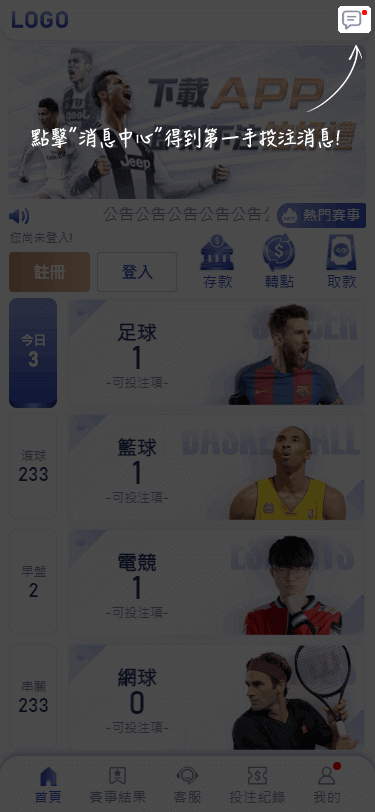 LOGO
下載APP
點擊"消息中心"得到第一手投注消息!
Jeep
Jeep
公告公告公告公告公告公
熱門賽事
您尚未登入!
註冊
登入
存款
轉點
取款
今日
3
滾球
233
早盤
2
串關
233
足球
1
-可投注項-
籃球
1
-可投注項-
BASKETBALL
電競
1
-可投注項-
ESPORTS
網球
0
-可投注項-
首頁
賽事結果
客服
投注紀錄
我的